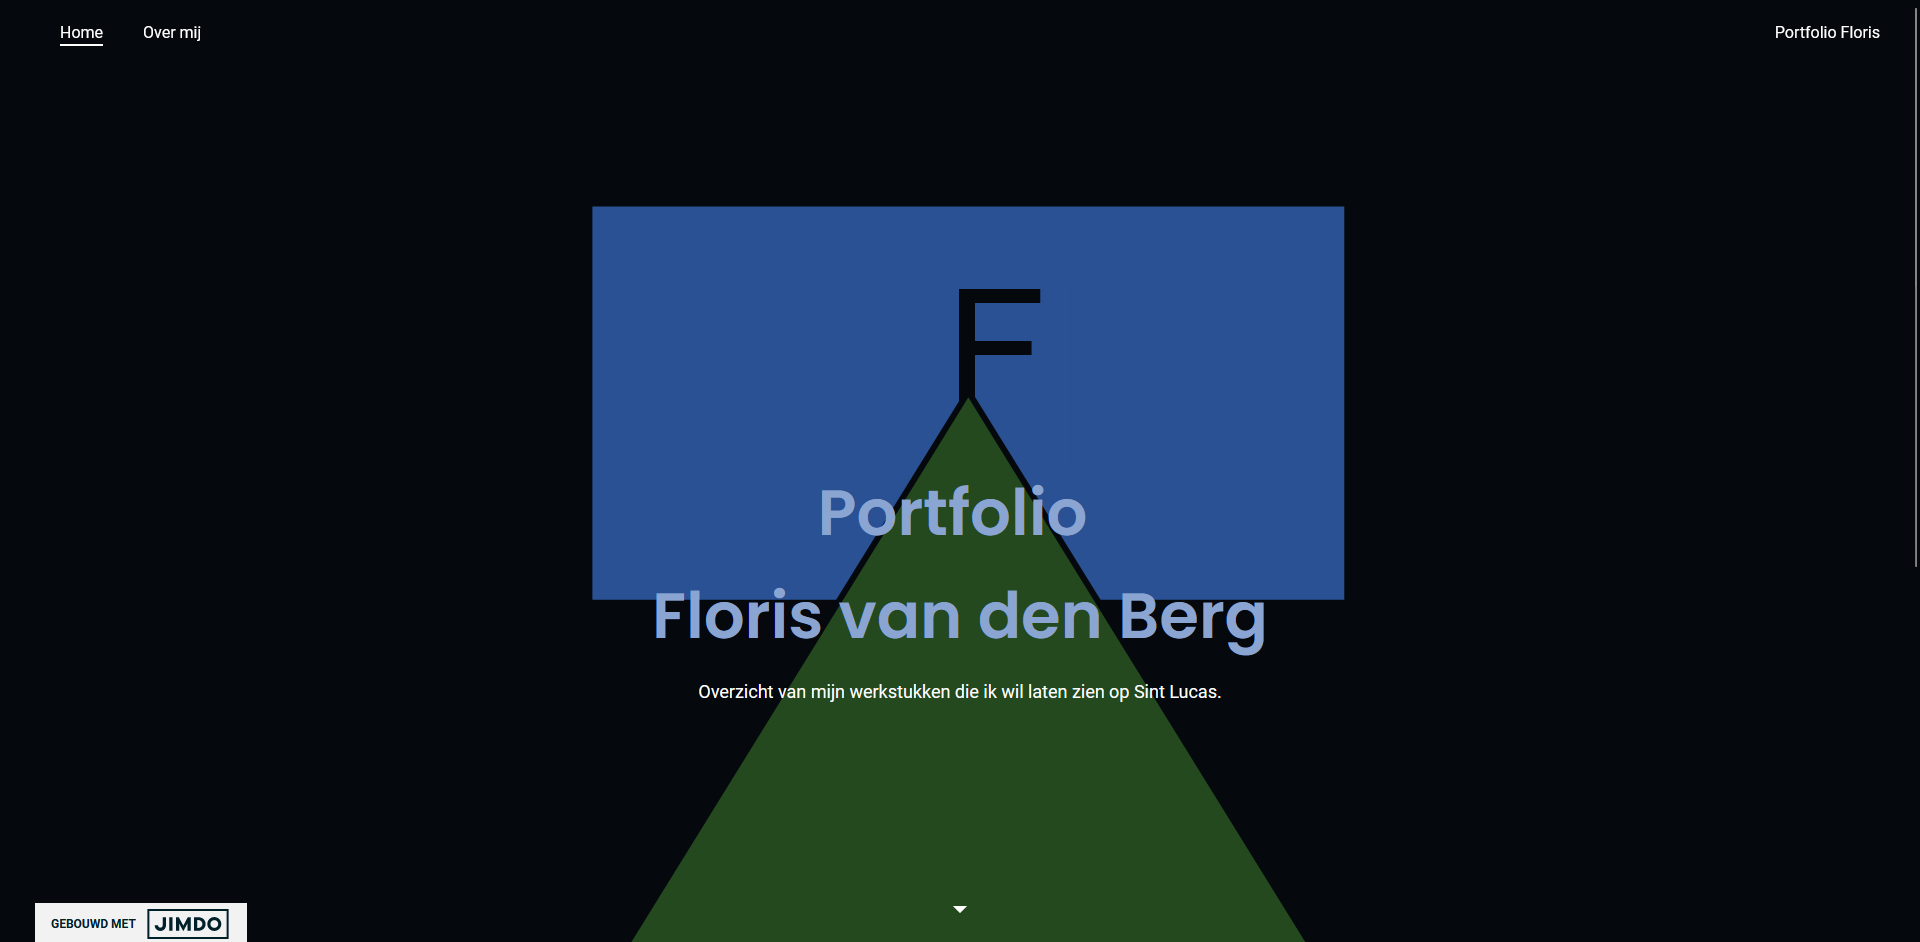 Home
Over mij
Portfolio Floris
F
Portfolio
Floris van den Berg
Overzicht van mijn werkstukken die ik wil laten zien op Sint Lucas.
GEBOUWD MET JIMDO